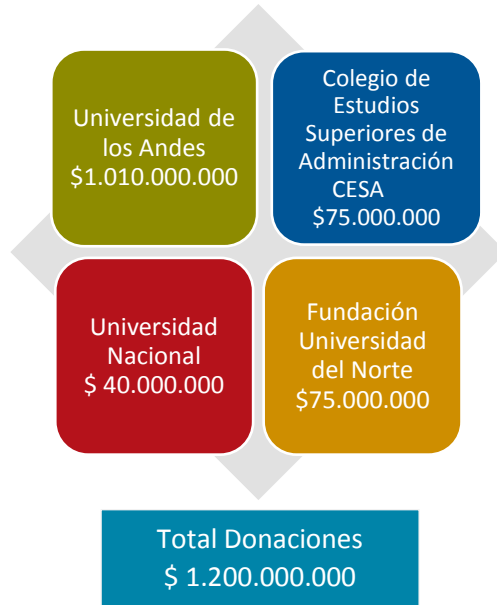 Universidad de
los Andes
$1.010.000.000
Colegio de
Estudios
Superiores de
Administración
CESA
$75.000.000
Universidad
Nacional
$ 40.000.000
Fundación
Universidad
del Norte
$75.000.000
Total Donaciones
$ 1.200.000.000